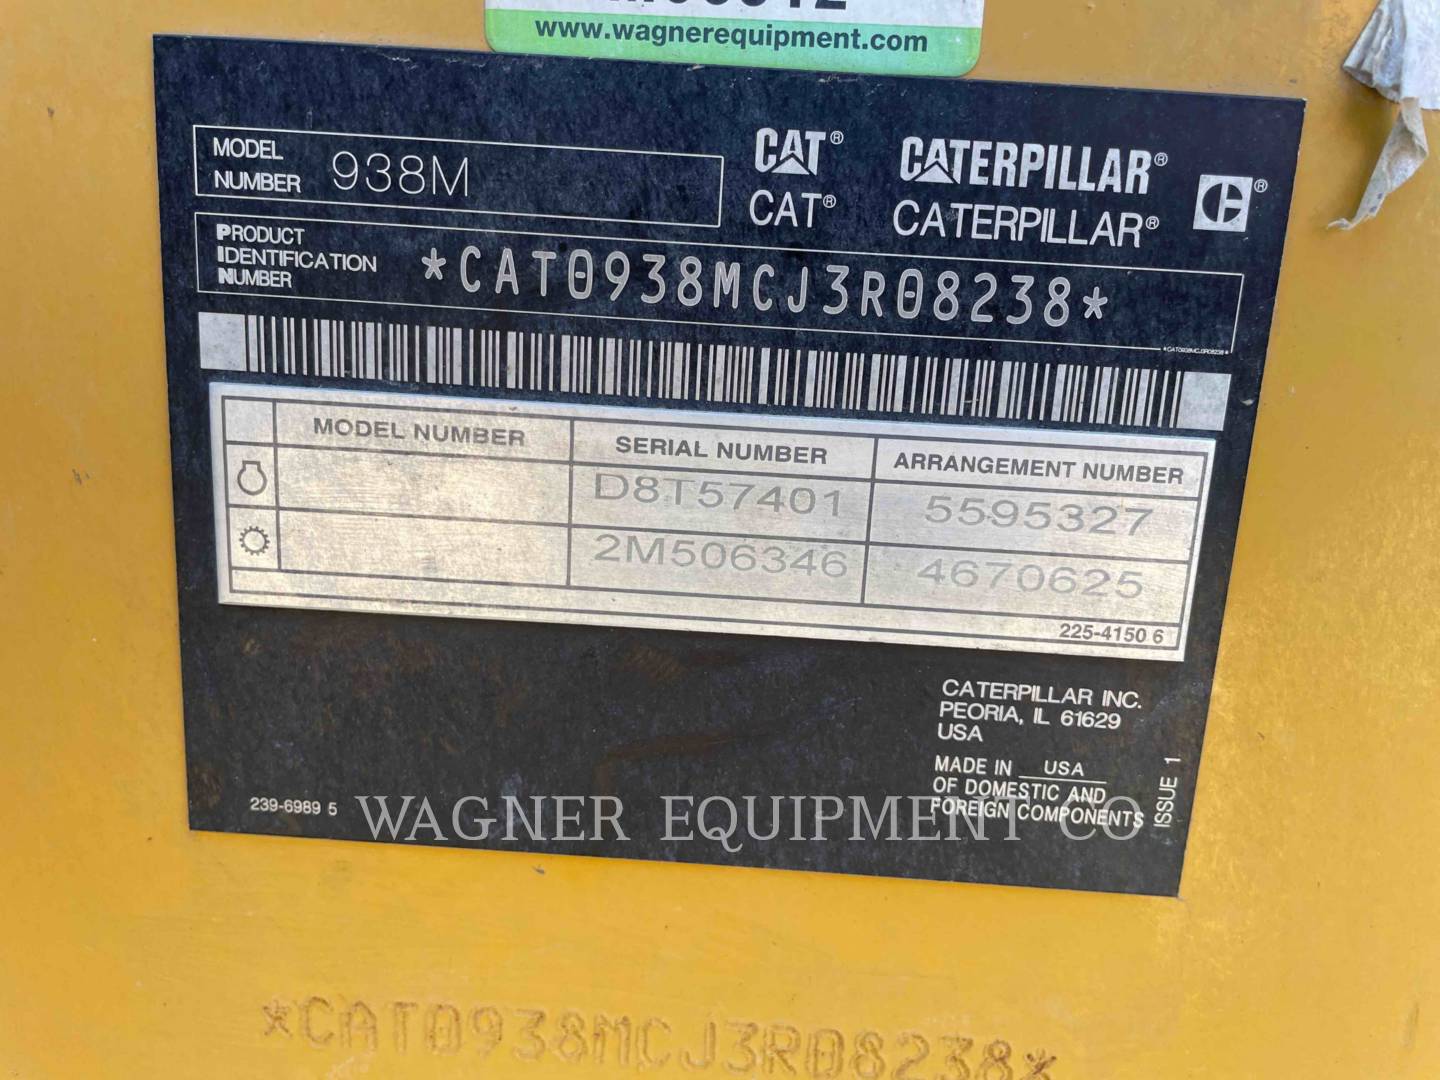 www.wagnerequipment.com
MODEL NUMBER 938M
CAT® CATERPILLAR®
CAT® CATERPILLAR®
PRODUCT IDENTIFICATION NUMBER *CAT0938MCJ3R08238*
*CAT0938MCJ3R08238*
MODEL NUMBER SERIAL NUMBER ARRANGEMENT NUMBER
D8T57401 5595327
2M506346 4670625
225-4150 6
CATERPILLAR INC.
PEORIA, IL 61629
USA
MADE IN USA
OF DOMESTIC AND
FOREIGN COMPONENTS
ISSUE 1
239-6989 5
WAGNER EQUIPMENT CO
*CAT0938MCJ3R08238*